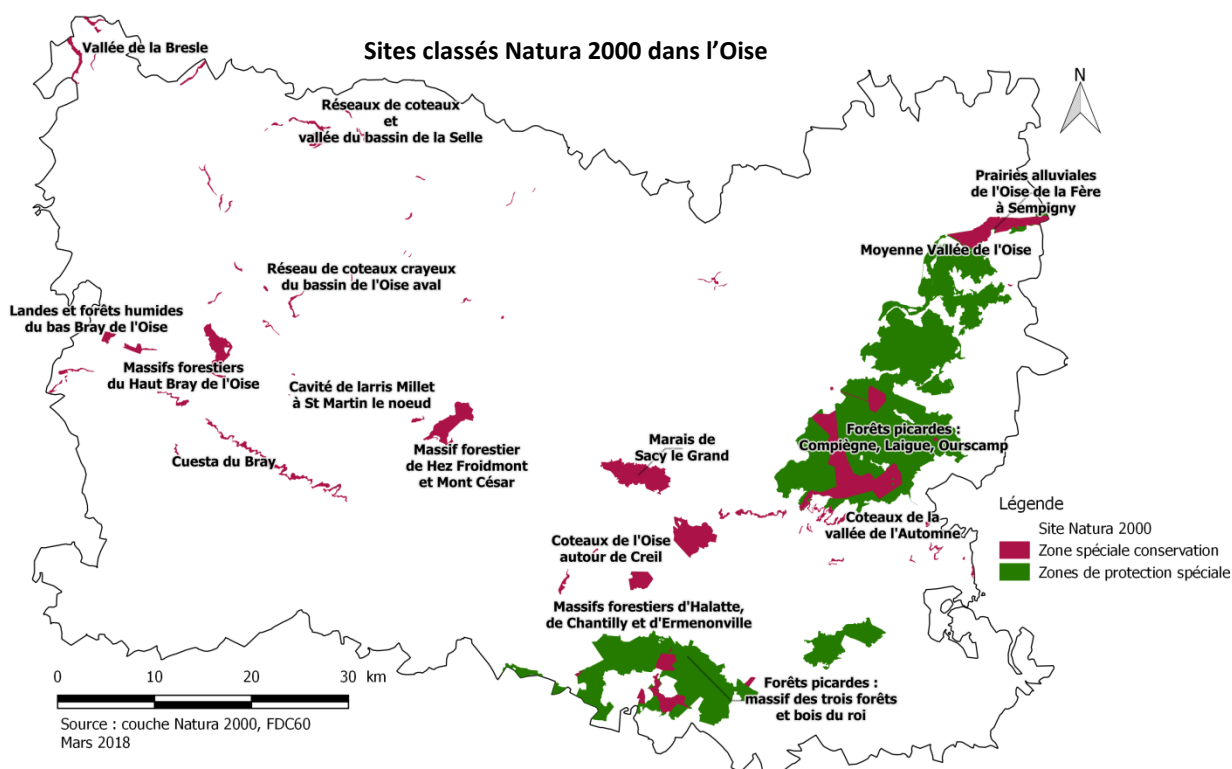 Sites classés Natura 2000 dans l'Oise
Vallée de la Bresle
N
Réseaux de coteaux
et
vallée du bassin de la Selle
Prairies alluviales
de l'Oise de la Fère
à Sempigny
Moyenne Vallée de l'Oise
Réseau de coteaux crayeux
du bassin de l'Oise aval
Landes et forêts humides
du bas Bray de l'Oise
Massifs forestiers
du Haut Bray de l'Oise
Cavité de larris Millet
à St Martin le noeud
Forêts picardes :
Compiègne, Laigue, Ourscamp
Marais de
Sacy le Grand
Massif forestier
de Hez Froidmont
et Mont César
Cuesta du Bray
Coteaux de la
vallée de l'Automne
Légende
Site Natura 2000
Zone spéciale conservation
Zones de protection spéciale
Coteaux de l'Oise
autour de Creil
Massifs forestiers d'Halatte,
de Chantilly et d'Ermenonville
Forêts picardes :
massif des trois forêts
et bois du roi
0 10 20 30 km
Source : couche Natura 2000, FDC60
Mars 2018